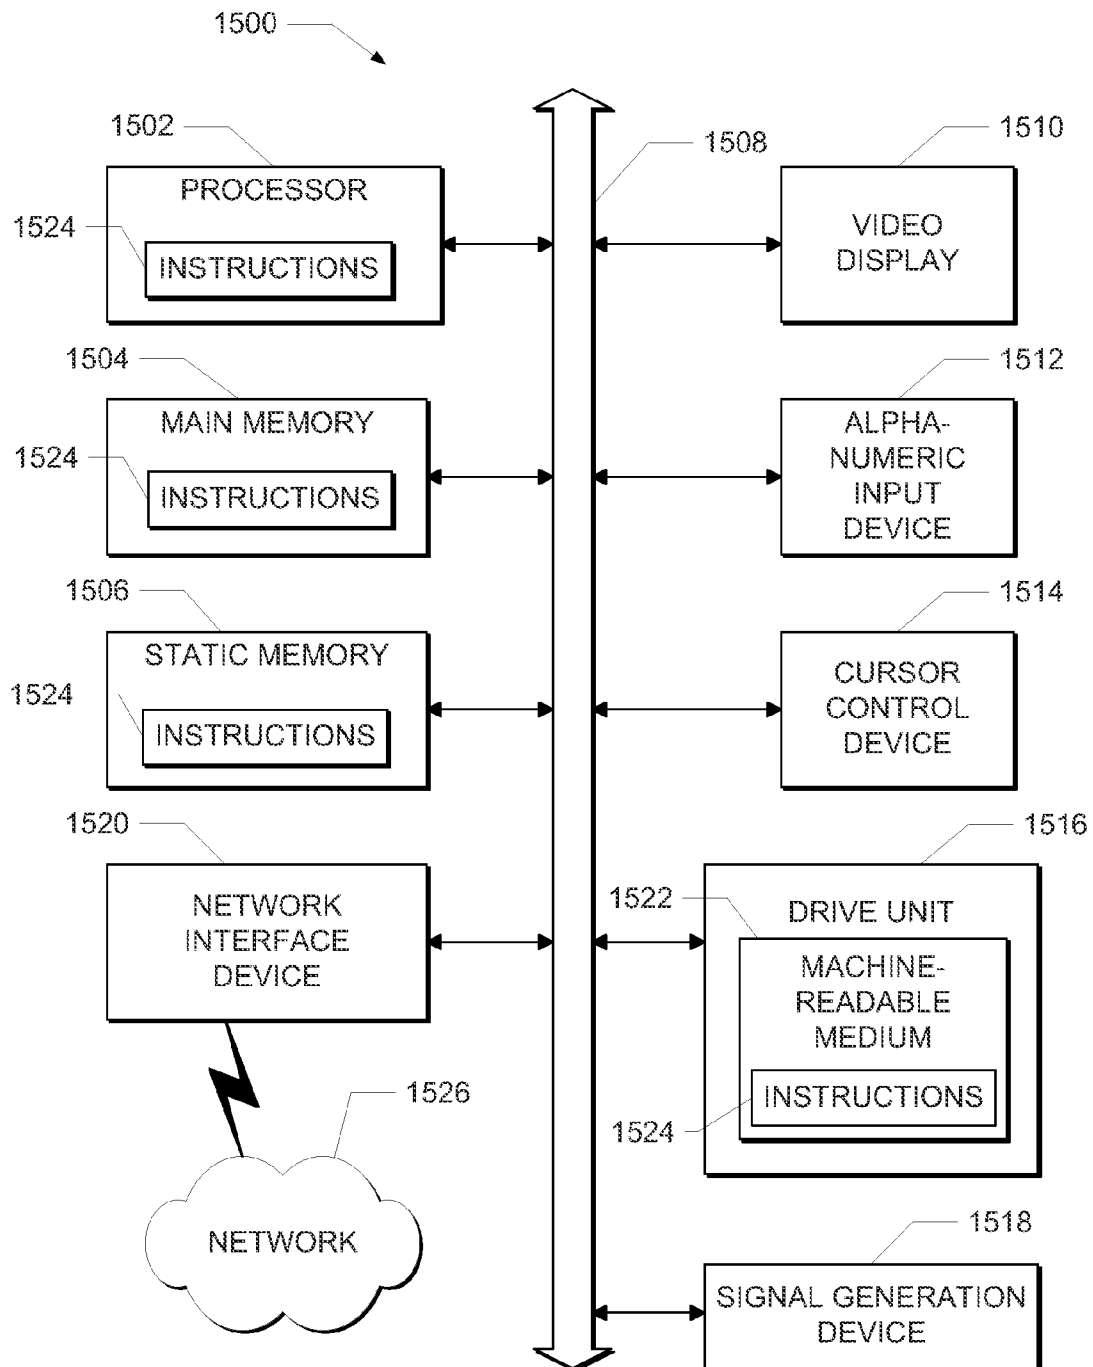 1500
1502
PROCESSOR
1524
INSTRUCTIONS
1508
1510
VIDEO
DISPLAY
1504
MAIN MEMORY
1524
INSTRUCTIONS
1512
ALPHA-
NUMERIC
INPUT
DEVICE
1506
STATIC MEMORY
1524
INSTRUCTIONS
1514
CURSOR
CONTROL
DEVICE
1520
NETWORK
INTERFACE
DEVICE
1516
DRIVE UNIT
1522
MACHINE-
READABLE
MEDIUM
INSTRUCTIONS
1524
1526
NETWORK
1518
SIGNAL GENERATION
DEVICE